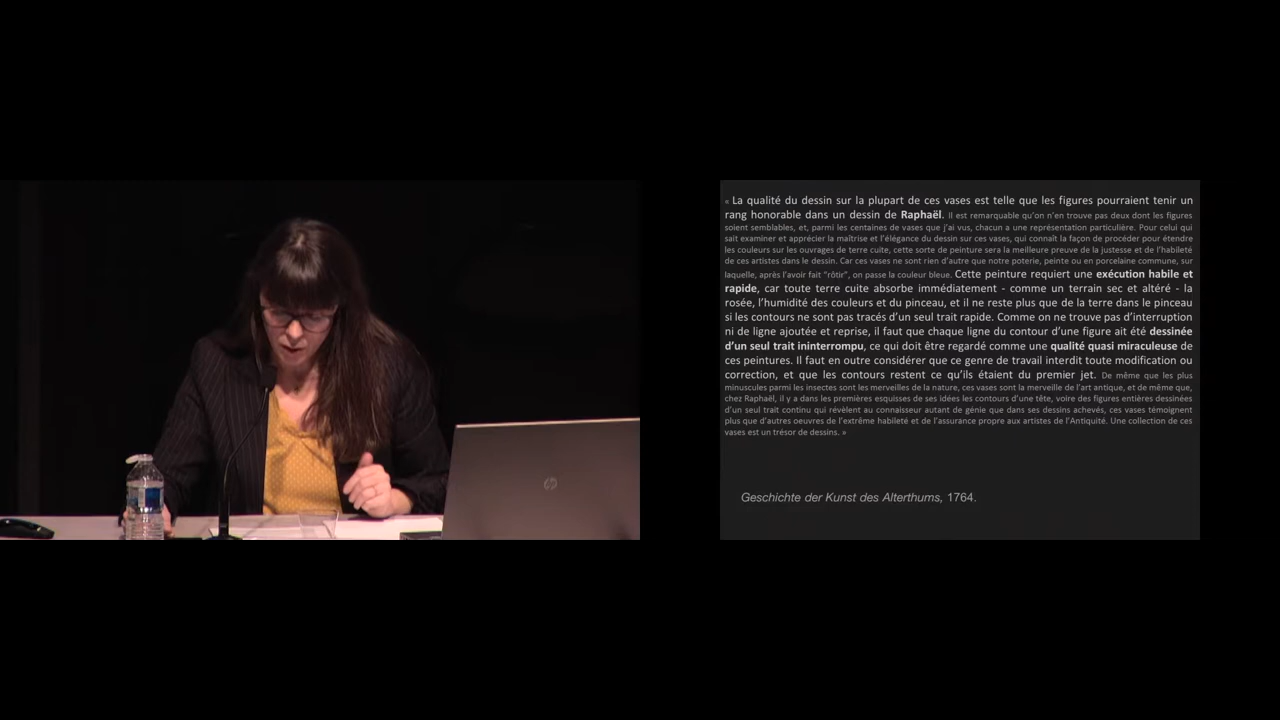 « La qualité du dessin sur la plupart de ces vases est telle que les figures pourraient tenir un
rang honorable dans un dessin de Raphaël. Il est remarquable qu'on n'en trouve pas deux dont les figures
soient semblables, et, parmi les centaines de vases que j'ai vus, chacun a une représentation particulière. Pour celui qui
sait examiner et apprécier la maîtrise et l'élégance du dessin sur ces vases, qui connaît la façon de procéder pour étendre
les couleurs sur les ouvrages de terre cuite, cette sorte de peinture sera la meilleure preuve de la justesse et de l'habileté
de ces artistes dans le dessin. Car ces vases ne sont rien d'autre que notre poterie, peinte ou en porcelaine commune, sur
laquelle, après l'avoir fait "rôtir", on passe la couleur bleue. Cette peinture requiert une exécution habile et
rapide, car toute terre cuite absorbe immédiatement - comme un terrain sec et altéré - la
rosée, l'humidité des couleurs et du pinceau, et il ne reste plus que de la terre dans le pinceau
si les contours ne sont pas tracés d'un seul trait rapide. Comme on ne trouve pas d'interruption
ni de ligne ajoutée et reprise, il faut que chaque ligne du contour d'une figure ait été dessinée
d'un seul trait ininterrompu, ce qui doit être regardé comme une qualité quasi miraculeuse de
ces peintures. Il faut en outre considérer que ce genre de travail interdit toute modification ou
correction, et que les contours restent ce qu'ils étaient du premier jet. De même que les plus
minuscules parmi les insectes sont les merveilles de la nature, ces vases sont la merveille de l'art antique, et de même que,
chez Raphaël, il y a dans les premières esquisses de ses idées les contours d'une tête, voire des figures entières dessinées
d'un seul trait continu qui révèlent au connaisseur autant de génie que dans ses dessins achevés, ces vases témoignent
plus que d'autres oeuvres de l'extrême habileté et de l'assurance propre aux artistes de l'Antiquité. Une collection de ces
vases est un trésor de dessins. »
Geschichte der Kunst des Alterthums, 1764.
hp